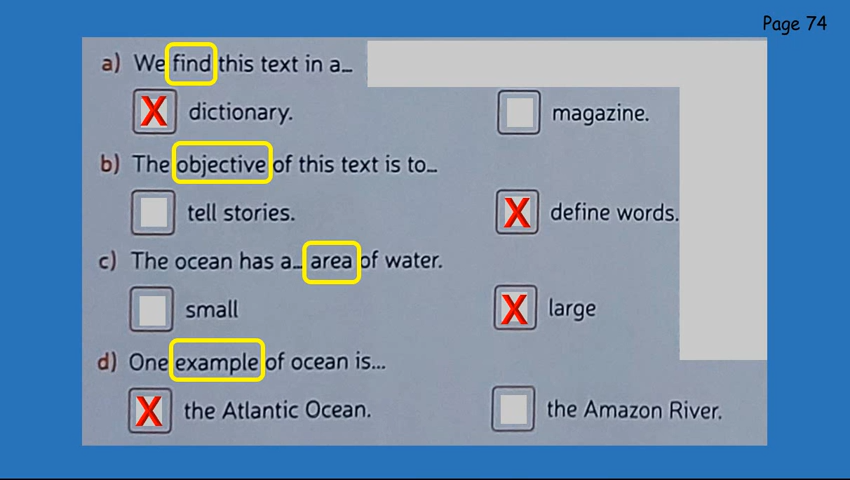 Page 74
a) We find this text in a...
X dictionary. magazine.
b) The objective of this text is to...
tell stories. X define words.
c) The ocean has a... area of water.
small X large
d) One example of ocean is...
X the Atlantic Ocean. the Amazon River.